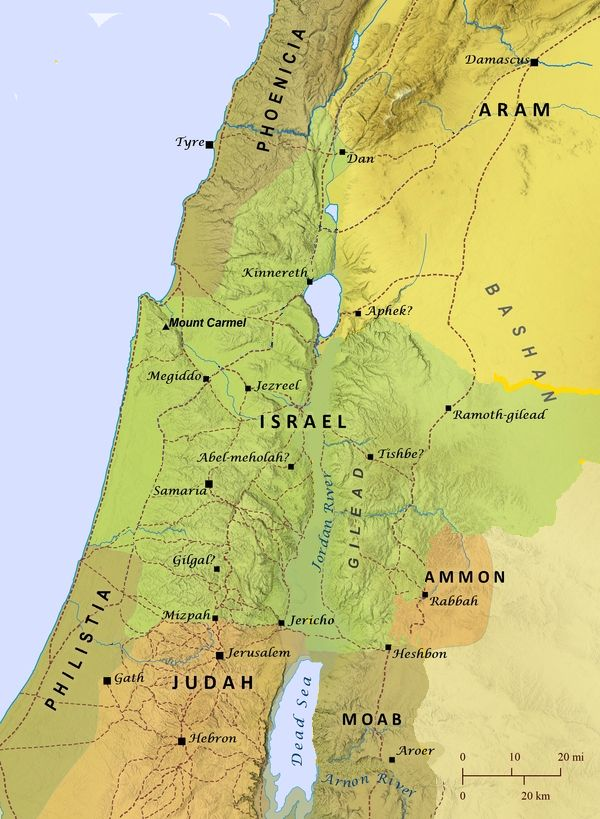 PHOENICIA
Damascus
ARAM
Tyre
Dan
Kinnereth
Aphek?
BASHAN
Mount Carmel
Megiddo
Jezreel
Ramoth-gilead
ISRAEL
Abel-meholah?
Tishbe?
Samaria
GILEAD
Jordan River
Gilgal?
AMMON
Rabbah
PHILISTIA
Mizpah
Jericho
Jerusalem
Heshbon
Gath
JUDAH
Dead Sea
MOAB
Hebron
Aroer
Arnon River
0 10 20 mi
0 20 km